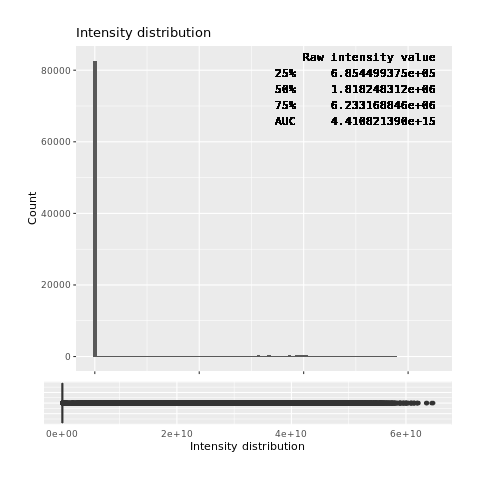 Intensity distribution
Raw intensity value
25% 6.854499375e+05
50% 1.818248312e+06
75% 6.233168846e+06
AUC 4.410821390e+15
80000
60000
40000
20000
0
Count
0e+00 2e+10 4e+10 6e+10
Intensity distribution